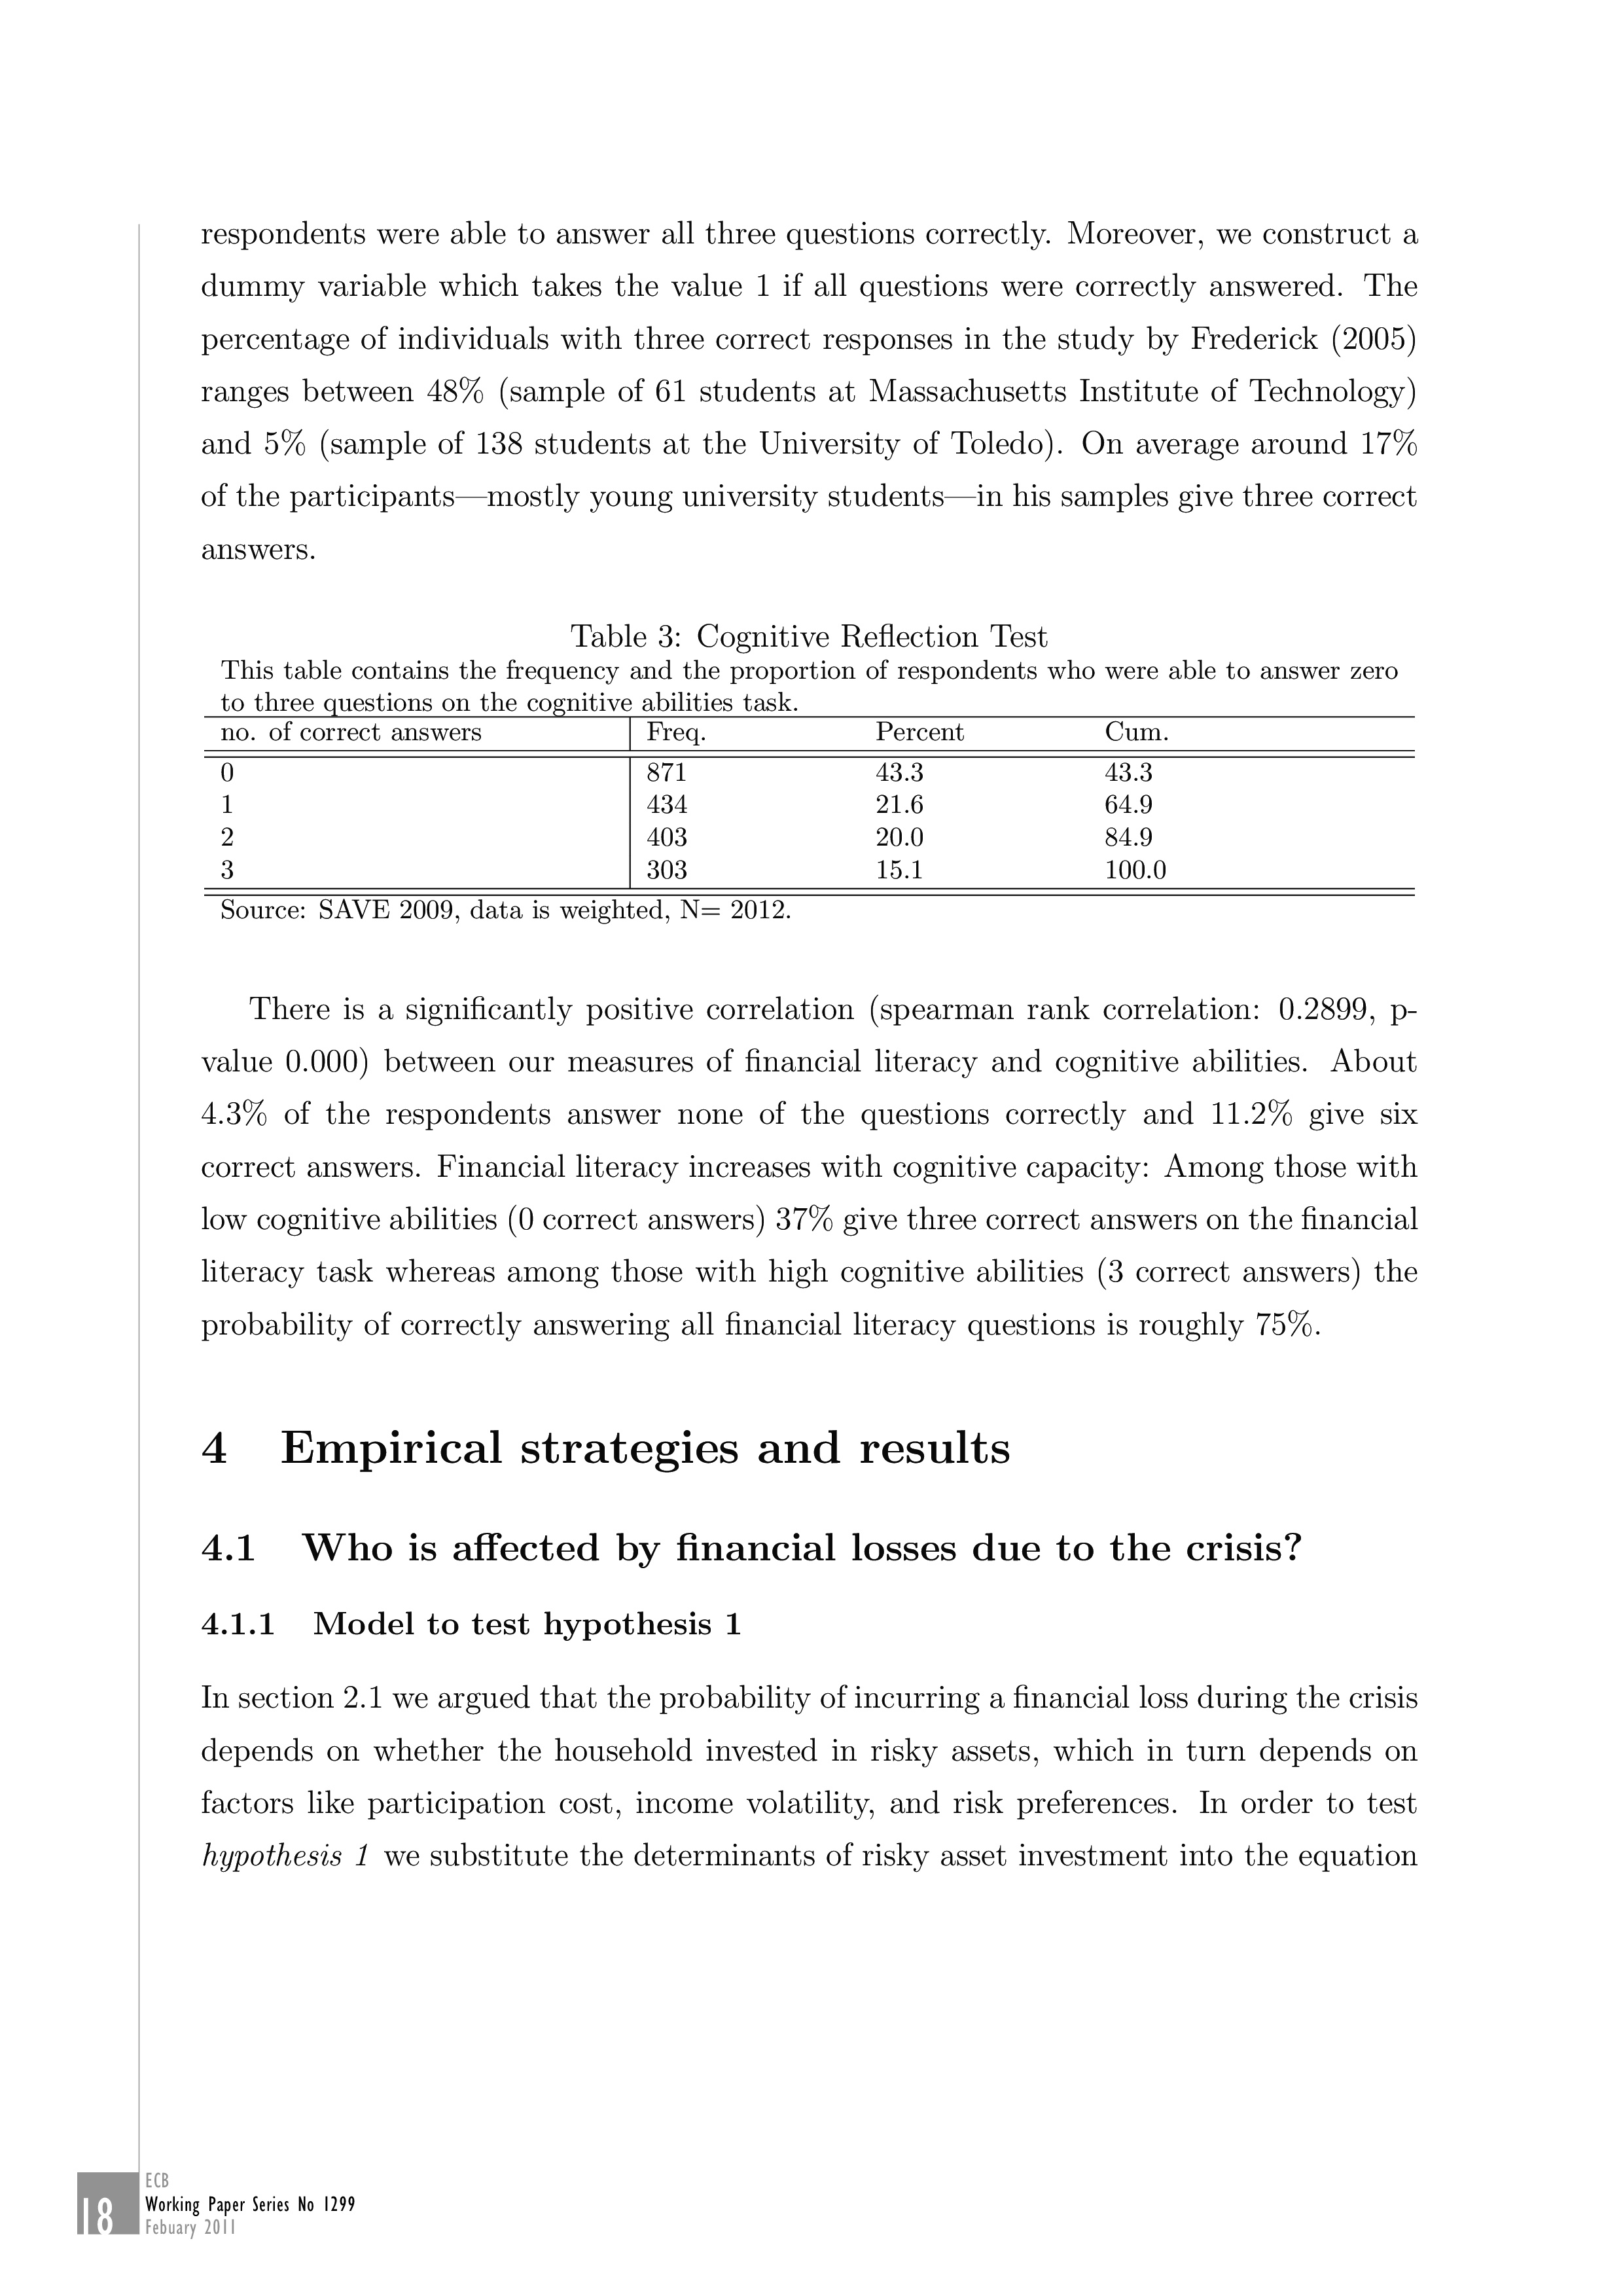 respondents were able to answer all three questions correctly. Moreover, we construct a
dummy variable which takes the value 1 if all questions were correctly answered. The
percentage of individuals with three correct responses in the study by Frederick (2005)
ranges between 48% (sample of 61 students at Massachusetts Institute of Technology)
and 5% (sample of 138 students at the University of Toledo). On average around 17%
of the participants—mostly young university students—in his samples give three correct
answers.
Table 3: Cognitive Reflection Test
This table contains the frequency and the proportion of respondents who were able to answer zero
to three questions on the cognitive abilities task.
no. of correct answers Freq. Percent Cum.
0 871 43.3 43.3
1 434 21.6 64.9
2 403 20.0 84.9
3 303 15.1 100.0
Source: SAVE 2009, data is weighted, N= 2012.
There is a significantly positive correlation (spearman rank correlation: 0.2899, p-
value 0.000) between our measures of financial literacy and cognitive abilities. About
4.3% of the respondents answer none of the questions correctly and 11.2% give six
correct answers. Financial literacy increases with cognitive capacity: Among those with
low cognitive abilities (0 correct answers) 37% give three correct answers on the financial
literacy task whereas among those with high cognitive abilities (3 correct answers) the
probability of correctly answering all financial literacy questions is roughly 75%.
4 Empirical strategies and results
4.1 Who is affected by financial losses due to the crisis?
4.1.1 Model to test hypothesis 1
In section 2.1 we argued that the probability of incurring a financial loss during the crisis
depends on whether the household invested in risky assets, which in turn depends on
factors like participation cost, income volatility, and risk preferences. In order to test
hypothesis 1 we substitute the determinants of risky asset investment into the equation
18
ECB
Working Paper Series No 1299
Febuary 2011